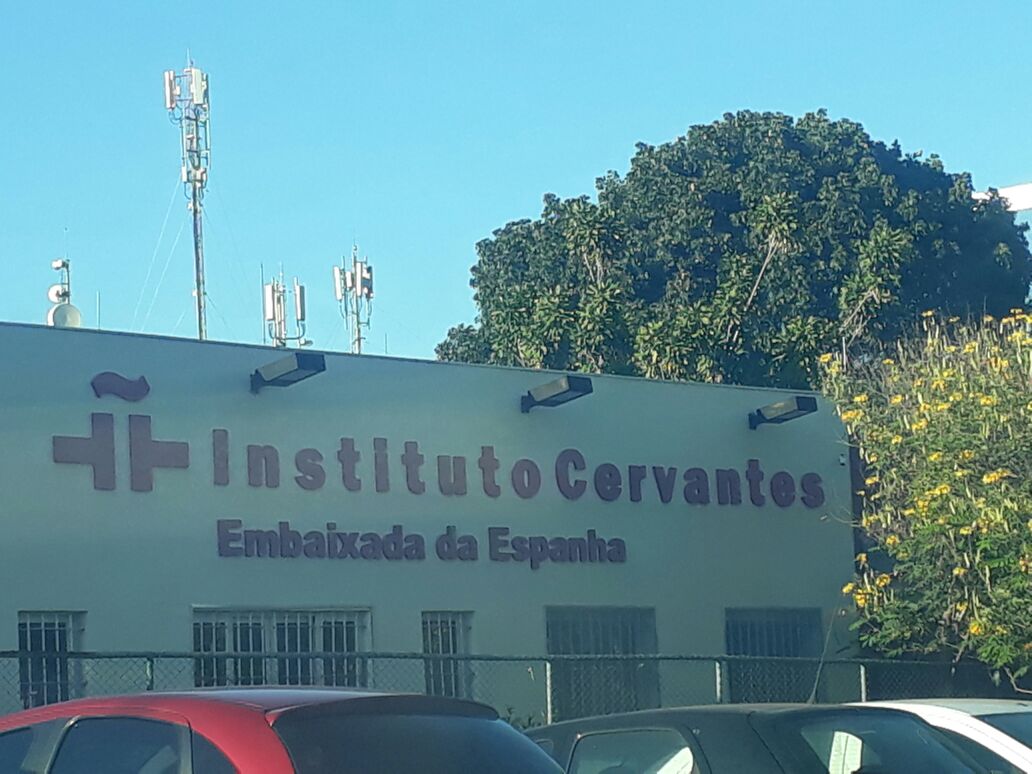 Instituto Cervantes
Embaixada da Espanha